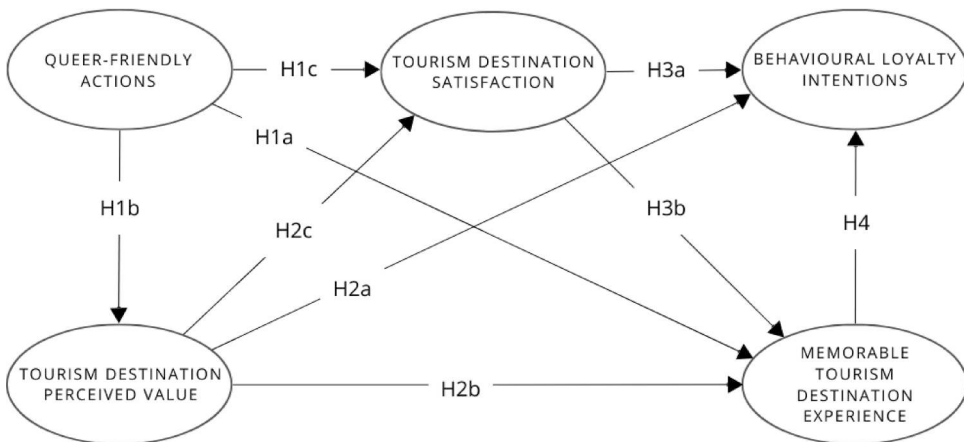 QUEER-FRIENDLY
ACTIONS
H1c
TOURISM DESTINATION
SATISFACTION
H3a
BEHAVIOURAL LOYALTY
INTENTIONS
H1a
H1b
H2c
H3b
H4
H2a
TOURISM DESTINATION
PERCEIVED VALUE
H2b
MEMORABLE
TOURISM
DESTINATION
EXPERIENCE